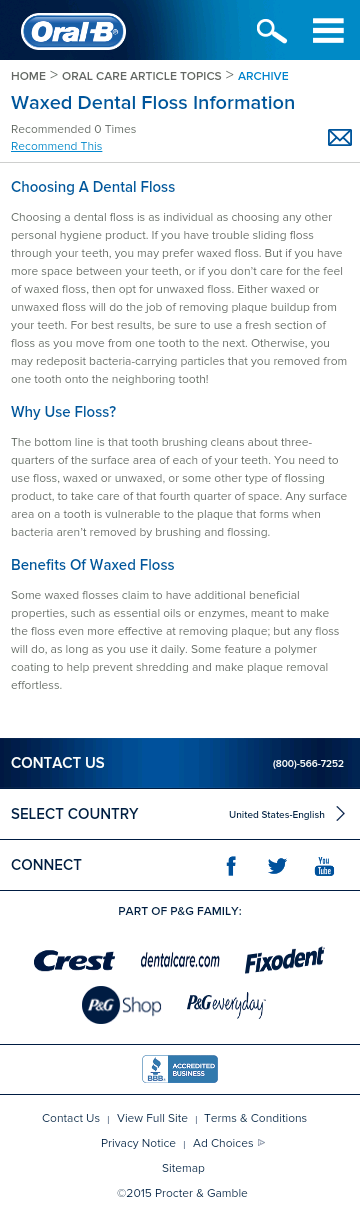 Oral-B
HOME > ORAL CARE ARTICLE TOPICS > ARCHIVE
Waxed Dental Floss Information
Recommended 0 Times
Recommend This
Choosing A Dental Floss
Choosing a dental floss is as individual as choosing any other
personal hygiene product. If you have trouble sliding floss
through your teeth, you may prefer waxed floss. But if you have
more space between your teeth, or if you don't care for the feel
of waxed floss, then opt for unwaxed floss. Either waxed or
unwaxed floss will do the job of removing plaque buildup from
your teeth. For best results, be sure to use a fresh section of
floss as you move from one tooth to the next. Otherwise, you
may redeposit bacteria-carrying particles that you removed from
one tooth onto the neighboring tooth!
Why Use Floss?
The bottom line is that tooth brushing cleans about three-
quarters of the surface area of each of your teeth. You need to
use floss, waxed or unwaxed, or some other type of flossing
product, to take care of that fourth quarter of space. Any surface
area on a tooth is vulnerable to the plaque that forms when
bacteria aren't removed by brushing and flossing.
Benefits Of Waxed Floss
Some waxed flosses claim to have additional beneficial
properties, such as essential oils or enzymes, meant to make
the floss even more effective at removing plaque; but any floss
will do, as long as you use it daily. Some feature a polymer
coating to help prevent shredding and make plaque removal
effortless.
CONTACT US (800)-566-7252
SELECT COUNTRY United States-English
CONNECT You Tube
PART OF P&G FAMILY:
Crest dentalcare.com Fixodent
P&G Shop P&G everyday
BBB ACCREDITED BUSINESS
Contact Us | View Full Site | Terms & Conditions
Privacy Notice | Ad Choices
Sitemap
©2015 Procter & Gamble